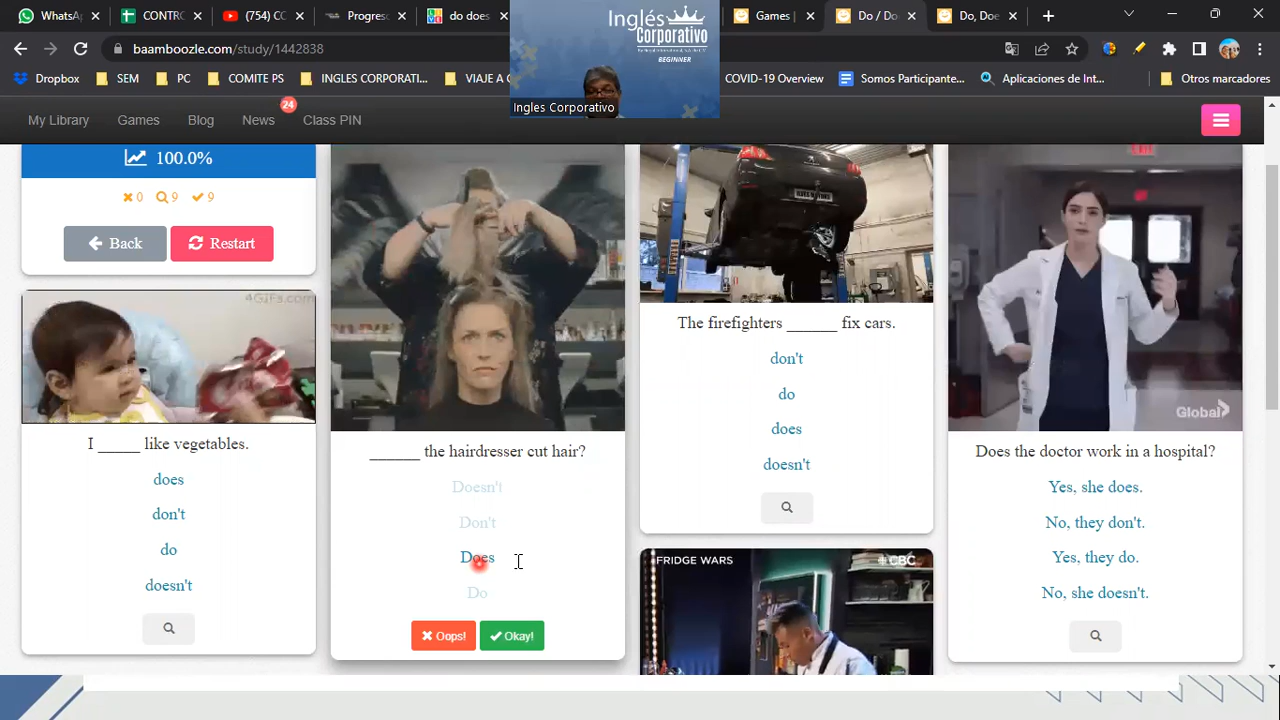 WhatsA
CONTRO
(754) CC
Progres
do does
Games |
Do / Do
Do, Doe
baamboozle.com/study/1442838
Inglés
Corporativo
BEGINNER
Ingles Corporativo
Dropbox
SEM
PC
COMITE PS
INGLES CORPORATI...
VIAJE A
COVID-19 Overview
Somos Participante...
Aplicaciones de Int...
Otros marcadores
My Library
Games
Blog
News
24
Class PIN
100.0%
0
9
9
Back
Restart
4GIFs.com
I _____ like vegetables.
does
don't
do
doesn't
______ the hairdresser cut hair?
Doesn't
Don't
Does
Do
Oops!
Okay!
The firefighters ______ fix cars.
don't
do
does
doesn't
FRIDGE WARS
CBC
Global
Does the doctor work in a hospital?
Yes, she does.
No, they don't.
Yes, they do.
No, she doesn't.